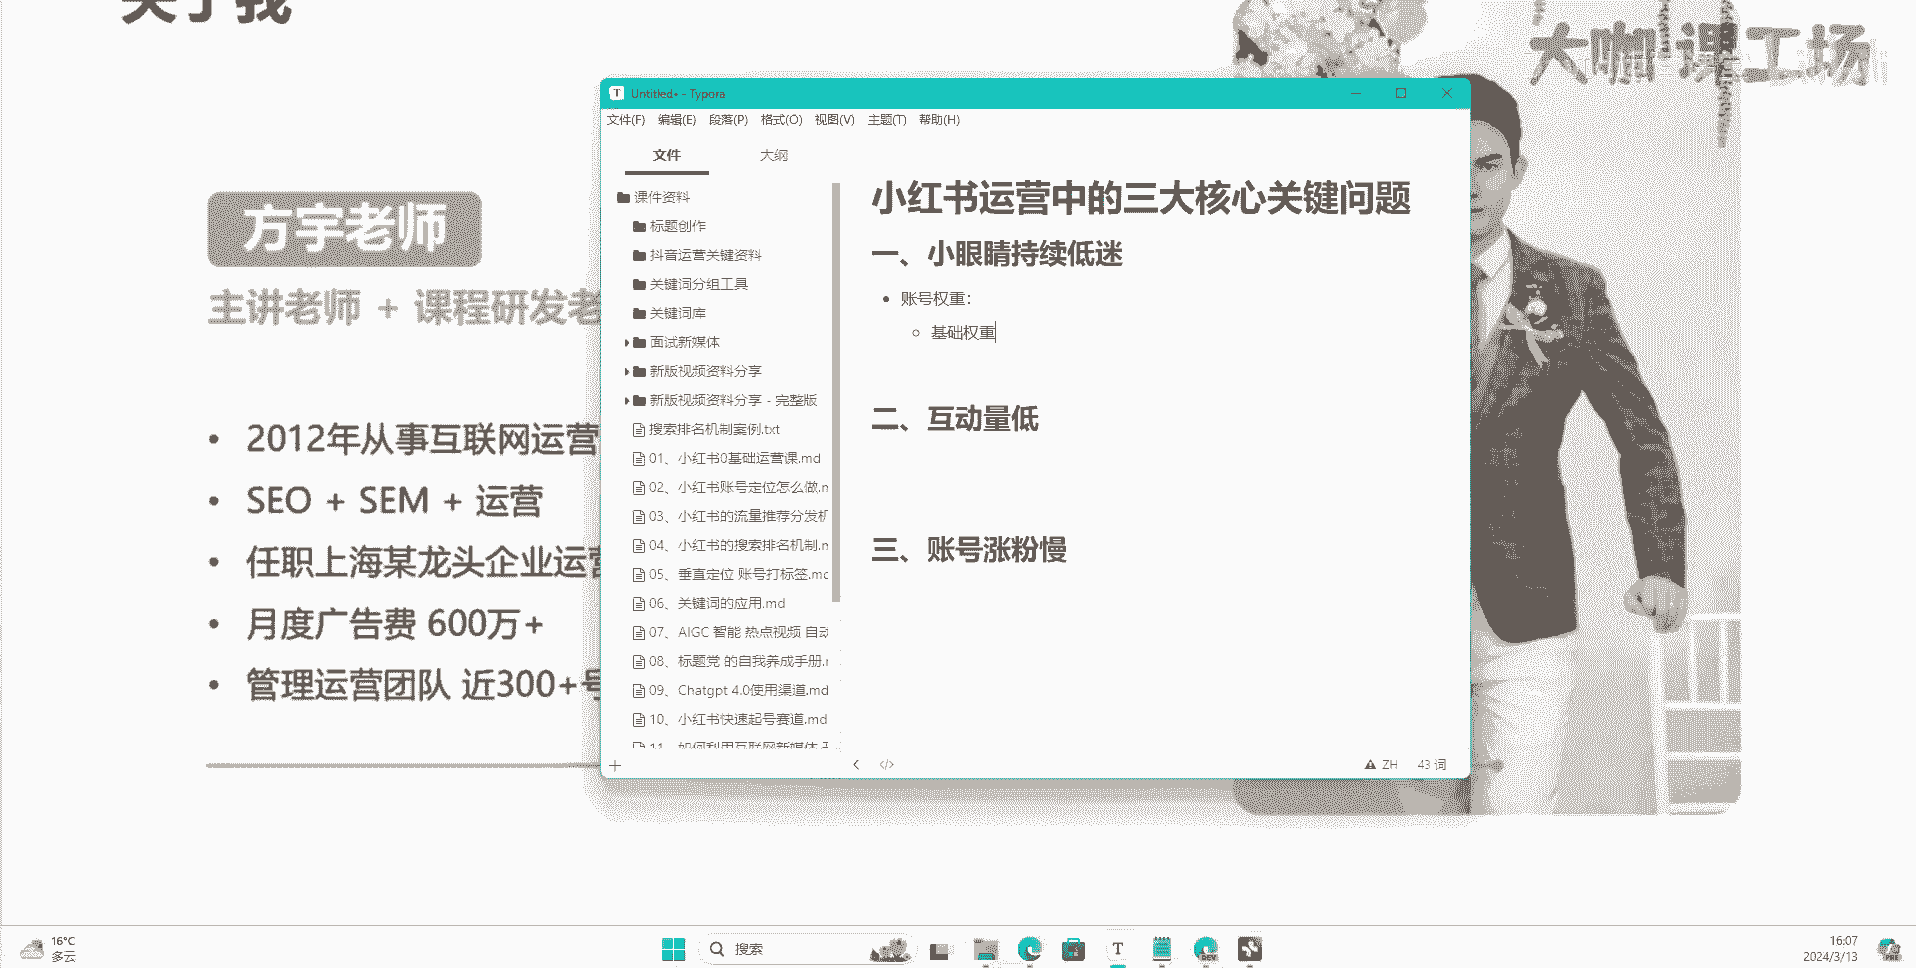 关于我
大咖课工场
方宇老师
主讲老师 + 课程研发老
2012年从事互联网运营
SEO + SEM + 运营
任职上海某龙头企业运营
月度广告费 600万+
管理运营团队 近300+号
Untitled• - Typora
文件(F) 编辑(E) 段落(P) 格式(O) 视图(V) 主题(T) 帮助(H)
文件 大纲
课件资料
标题创作
抖音运营关键资料
关键词分组工具
关键词库
面试新媒体
新版视频资料分享
新版视频资料分享 - 完整版
搜索排名机制案例.txt
01、小红书0基础运营课.md
02、小红书账号定位怎么做.m
03、小红书的流量推荐分发机
04、小红书的搜索排名机制.m
05、垂直定位 账号打标签.md
06、关键词的应用.md
07、AIGC 智能 热点视频 自动
08、标题党 的自我养成手册.m
09、Chatgpt 4.0使用渠道.md
10、小红书快速起号赛道.md
11、如何利用互联网新媒体
小红书运营中的三大核心关键问题
一、小眼睛持续低迷
账号权重：
基础权重
二、互动量低
三、账号涨粉慢
ZH 43 词
16°C
多云
搜索
16:07
2024/3/13